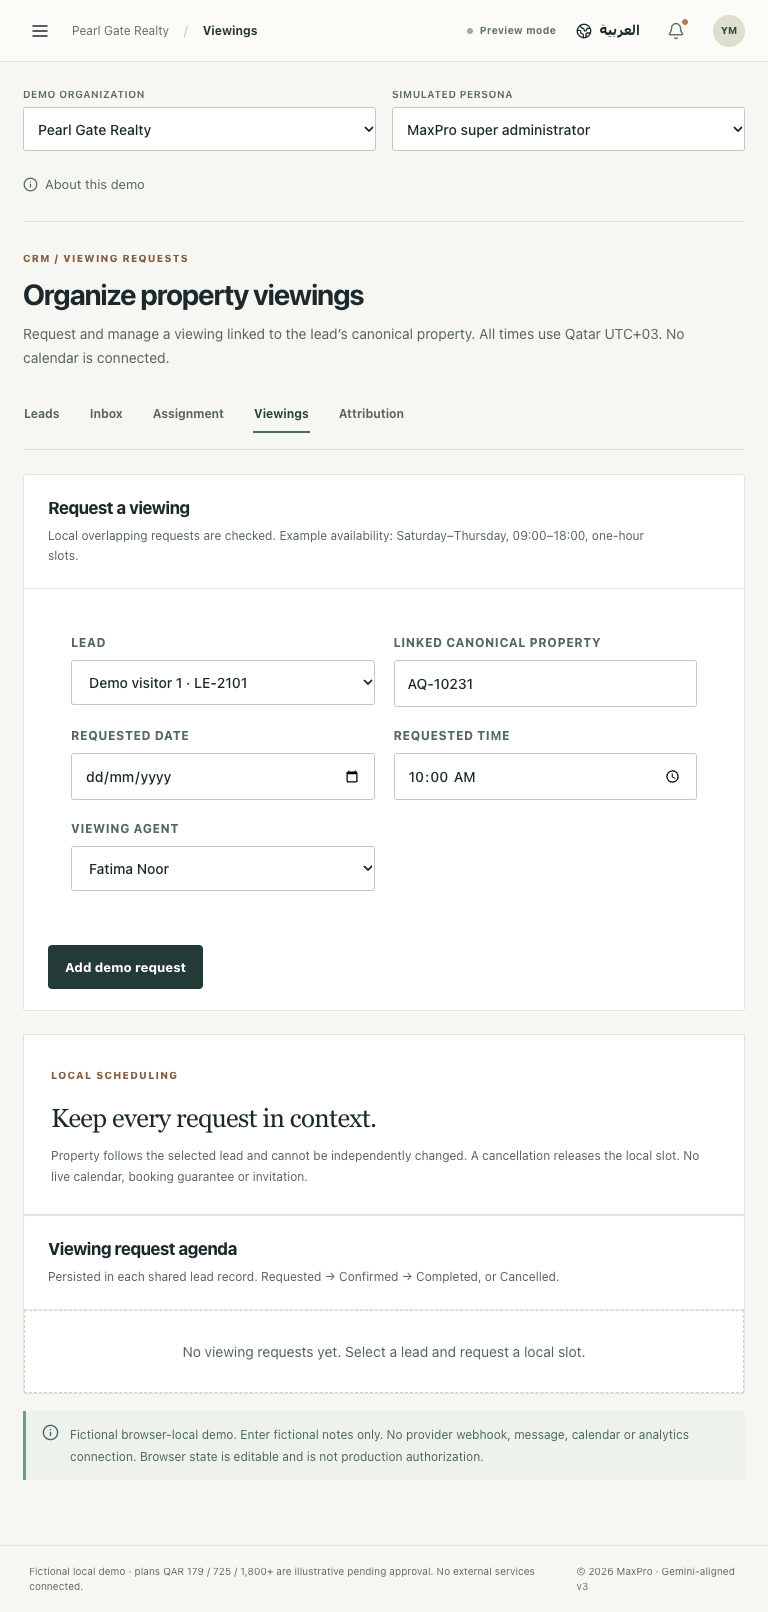 Pearl Gate Realty / Viewings
Preview mode
العربية
YM
DEMO ORGANIZATION
Pearl Gate Realty
SIMULATED PERSONA
MaxPro super administrator
About this demo
CRM / VIEWING REQUESTS
Organize property viewings
Request and manage a viewing linked to the lead’s canonical property. All times use Qatar UTC+03. No
calendar is connected.
Leads Inbox Assignment Viewings Attribution
Request a viewing
Local overlapping requests are checked. Example availability: Saturday–Thursday, 09:00–18:00, one-hour
slots.
LEAD
Demo visitor 1 · LE-2101
LINKED CANONICAL PROPERTY
AQ-10231
REQUESTED DATE
dd/mm/yyyy
REQUESTED TIME
10:00 AM
VIEWING AGENT
Fatima Noor
Add demo request
LOCAL SCHEDULING
Keep every request in context.
Property follows the selected lead and cannot be independently changed. A cancellation releases the local slot. No
live calendar, booking guarantee or invitation.
Viewing request agenda
Persisted in each shared lead record. Requested → Confirmed → Completed, or Cancelled.
No viewing requests yet. Select a lead and request a local slot.
Fictional browser-local demo. Enter fictional notes only. No provider webhook, message, calendar or analytics
connection. Browser state is editable and is not production authorization.
Fictional local demo · plans QAR 179 / 725 / 1,800+ are illustrative pending approval. No external services
connected.
© 2026 MaxPro · Gemini-aligned
v3